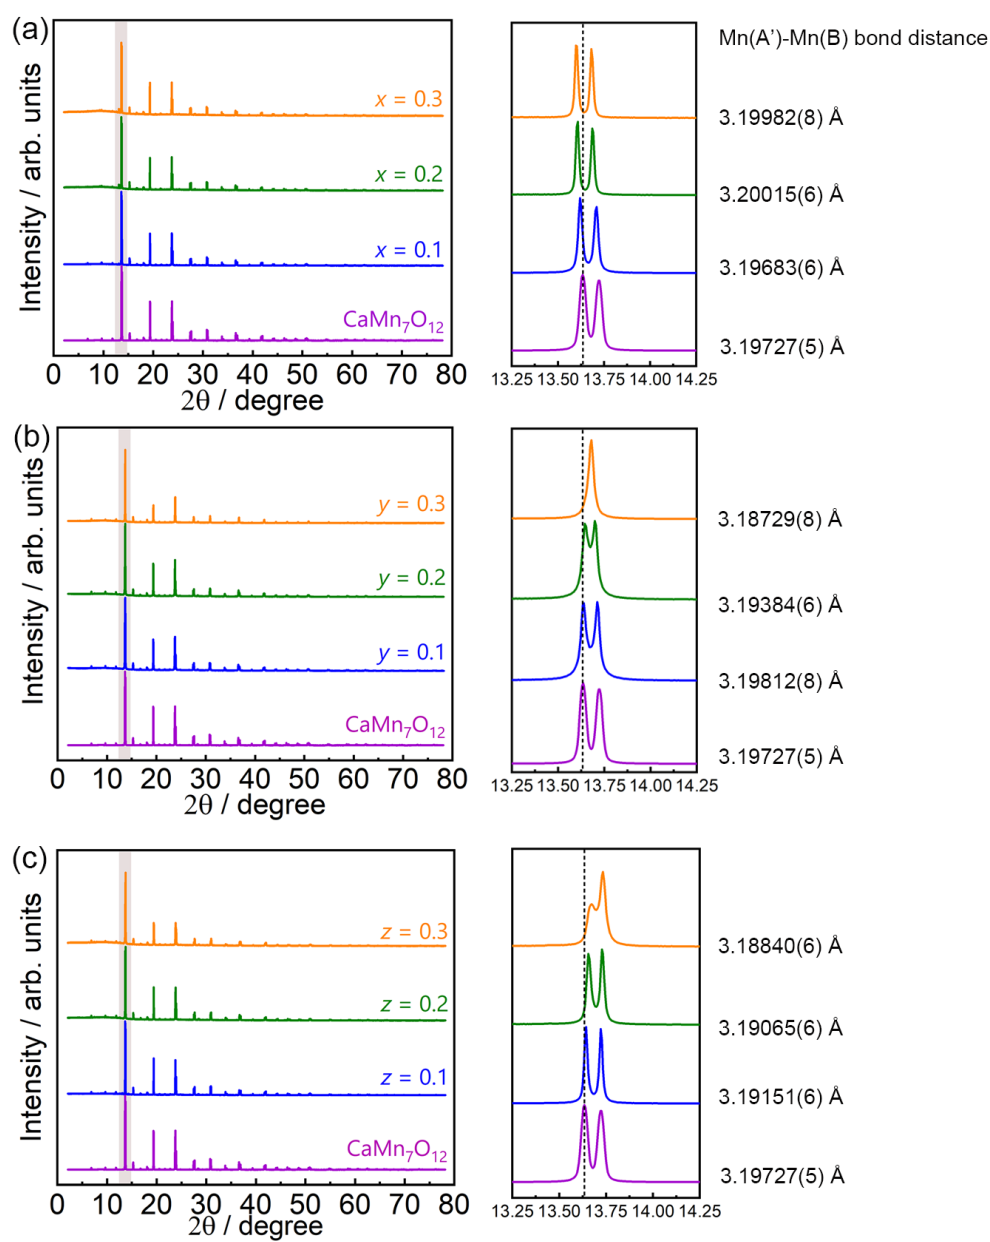 (a)
Intensity / arb. units
x = 0.3
x = 0.2
x = 0.1
CaMn₇O₁₂
0 10 20 30 40 50 60 70 80
2θ / degree
13.25 13.50 13.75 14.00 14.25
Mn(A’)-Mn(B) bond distance
3.19982(8) Å
3.20015(6) Å
3.19683(6) Å
3.19727(5) Å
(b)
Intensity / arb. units
y = 0.3
y = 0.2
y = 0.1
CaMn₇O₁₂
0 10 20 30 40 50 60 70 80
2θ / degree
13.25 13.50 13.75 14.00 14.25
3.18729(8) Å
3.19384(6) Å
3.19812(8) Å
3.19727(5) Å
(c)
Intensity / arb. units
z = 0.3
z = 0.2
z = 0.1
CaMn₇O₁₂
0 10 20 30 40 50 60 70 80
2θ / degree
13.25 13.50 13.75 14.00 14.25
3.18840(6) Å
3.19065(6) Å
3.19151(6) Å
3.19727(5) Å